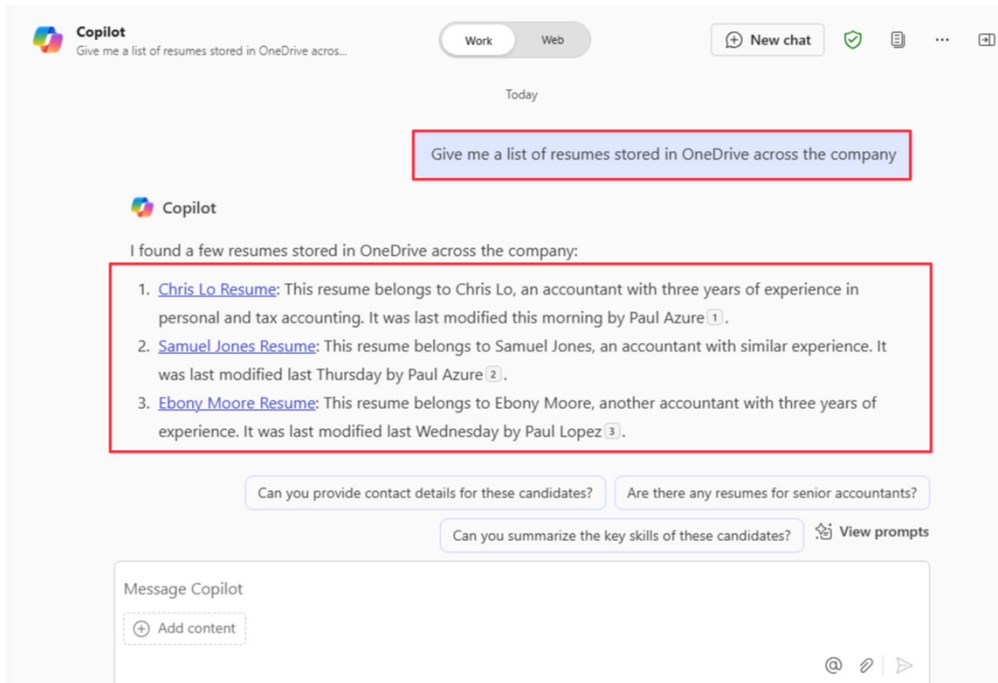 Copilot
Give me a list of resumes stored in OneDrive acros...
Work
Web
New chat
Today
Give me a list of resumes stored in OneDrive across the company
Copilot
I found a few resumes stored in OneDrive across the company:
1. Chris Lo Resume: This resume belongs to Chris Lo, an accountant with three years of experience in
personal and tax accounting. It was last modified this morning by Paul Azure 1 .
2. Samuel Jones Resume: This resume belongs to Samuel Jones, an accountant with similar experience. It
was last modified last Thursday by Paul Azure 2 .
3. Ebony Moore Resume: This resume belongs to Ebony Moore, another accountant with three years of
experience. It was last modified last Wednesday by Paul Lopez 3 .
Can you provide contact details for these candidates?
Are there any resumes for senior accountants?
Can you summarize the key skills of these candidates?
View prompts
Message Copilot
Add content